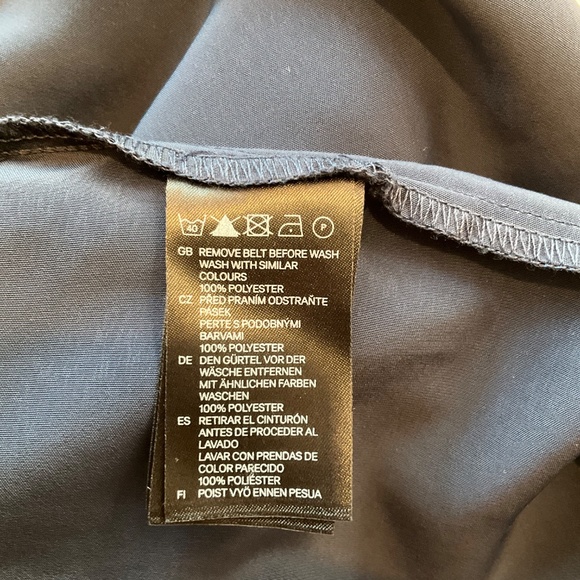 40 P
GB REMOVE BELT BEFORE WASH
WASH WITH SIMILAR
COLOURS
100% POLYESTER
CZ PŘED PRANÍM ODSTRAŇTE
PÁSEK
PERTE S PODOBNÝMI
BARVAMI
100% POLYESTER
DE DEN GÜRTEL VOR DER
WÄSCHE ENTFERNEN
MIT ÄHNLICHEN FARBEN
WASCHEN
100% POLYESTER
ES RETIRAR EL CINTURÓN
ANTES DE PROCEDER AL
LAVADO
LAVAR CON PRENDAS DE
COLOR PARECIDO
100% POLIÉSTER
FI POIST VYÖ ENNEN PESUA